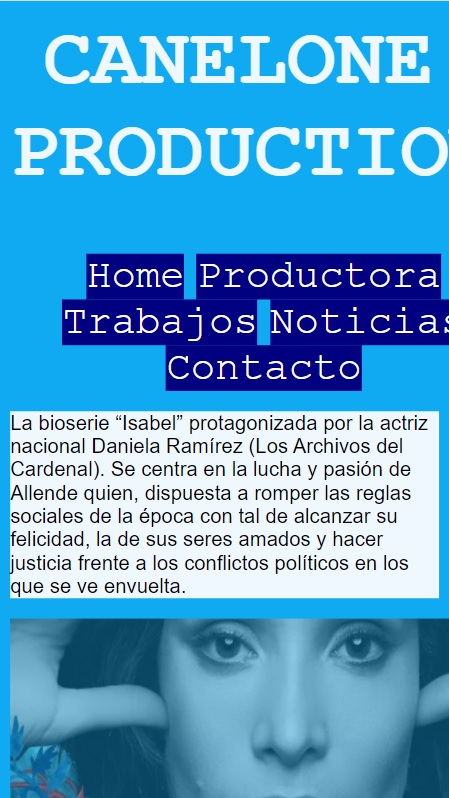 CANELONE
PRODUCTIO
Home Productora
Trabajos Noticias
Contacto
La bioserie “Isabel” protagonizada por la actriz
nacional Daniela Ramírez (Los Archivos del
Cardenal). Se centra en la lucha y pasión de
Allende quien, dispuesta a romper las reglas
sociales de la época con tal de alcanzar su
felicidad, la de sus seres amados y hacer
justicia frente a los conflictos políticos en los
que se ve envuelta.